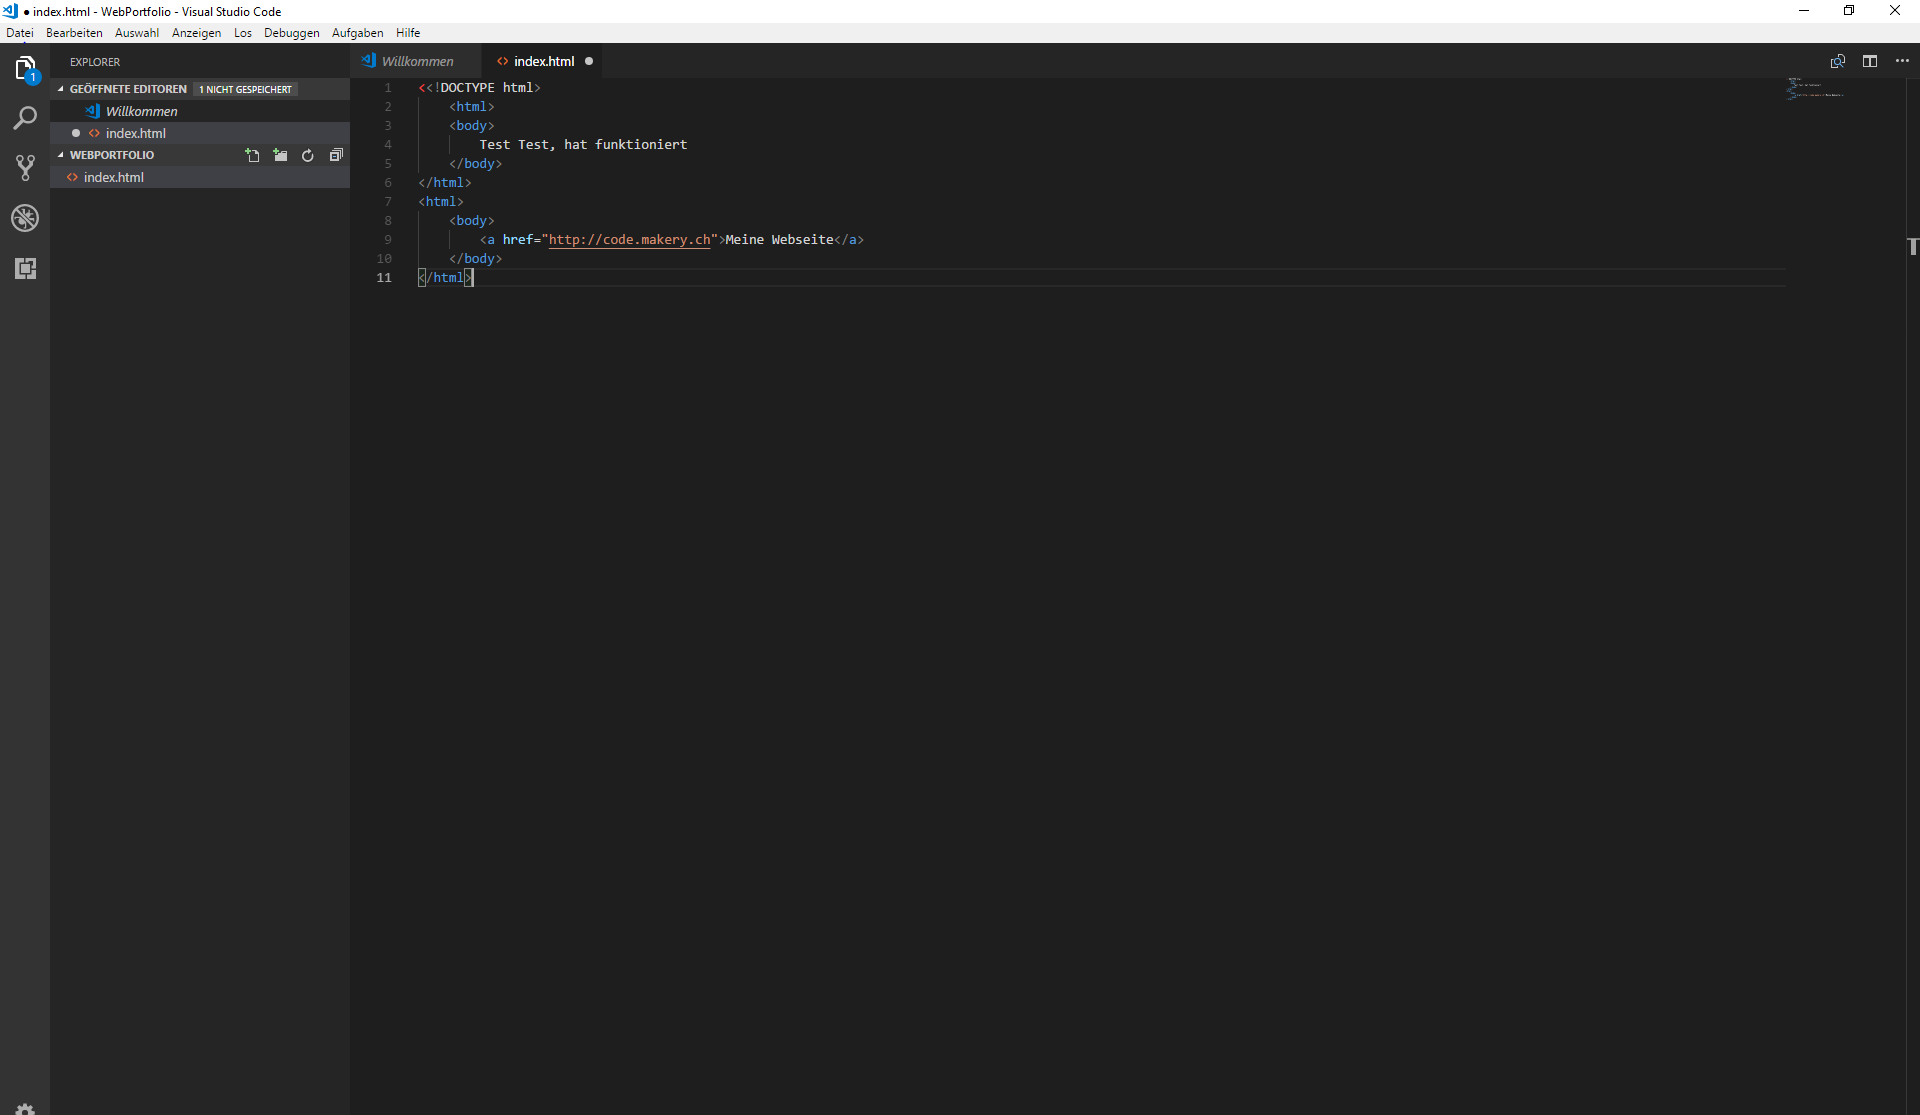 ● index.html - WebPortfolio - Visual Studio Code
Datei Bearbeiten Auswahl Anzeigen Los Debuggen Aufgaben Hilfe
1
EXPLORER
GEÖFFNETE EDITOREN 1 NICHT GESPEICHERT
Willkommen
index.html
WEBPORTFOLIO
index.html
Willkommen
index.html
1 <<!DOCTYPE html>
2 <html>
3 <body>
4 Test Test, hat funktioniert
5 </body>
6 </html>
7 <html>
8 <body>
9 <a href="http://code.makery.ch">Meine Webseite</a>
10 </body>
11 </html>